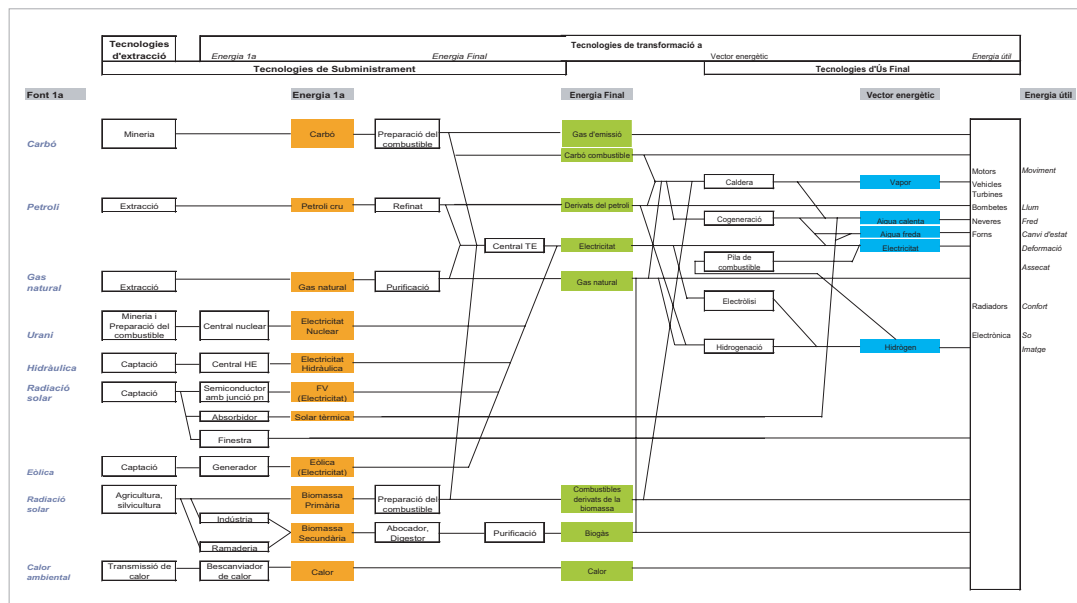 Tecnologies
d'extracció
Tecnologies de transformació a
Energia 1a
Energia Final
Vector energètic
Energia útil
Tecnologies de Subministrament
Tecnologies d'Ús Final
Font 1a
Energia 1a
Energia Final
Vector energètic
Energia útil
Carbó
Mineria
Carbó
Preparació del
combustible
Gas d'emissió
Carbó combustible
Petroli
Extracció
Petroli cru
Refinat
Derivats del petroli
Central TE
Electricitat
Gas
natural
Extracció
Gas natural
Purificació
Gas natural
Caldera
Cogeneració
Pila de
combustible
Electròlisi
Hidrogenació
Vapor
Aigua calenta
Aigua freda
Electricitat
Hidrògen
Motors
Vehicles
Turbines
Bombetes
Neveres
Forns
Radiadors
Electrònica
Moviment
Llum
Fred
Canvi d'estat
Deformació
Assecat
Confort
So
Imatge
Urani
Mineria i
Preparació del
combustible
Central nuclear
Electricitat
Nuclear
Hidràulica
Captació
Central HE
Electricitat
Hidràulica
Radiació
solar
Captació
Semiconductor
amb junció pn
FV
(Electricitat)
Absorbidor
Solar tèrmica
Finestra
Eòlica
Captació
Generador
Eòlica
(Electricitat)
Radiació
solar
Agricultura,
silvicultura
Biomassa
Primària
Preparació del
combustible
Combustibles
derivats de la
biomassa
Indústria
Ramaderia
Biomassa
Secundària
Abocador,
Digestor
Purificació
Biogàs
Calor
ambiental
Transmissió de
calor
Bescanviador
de calor
Calor
Calor